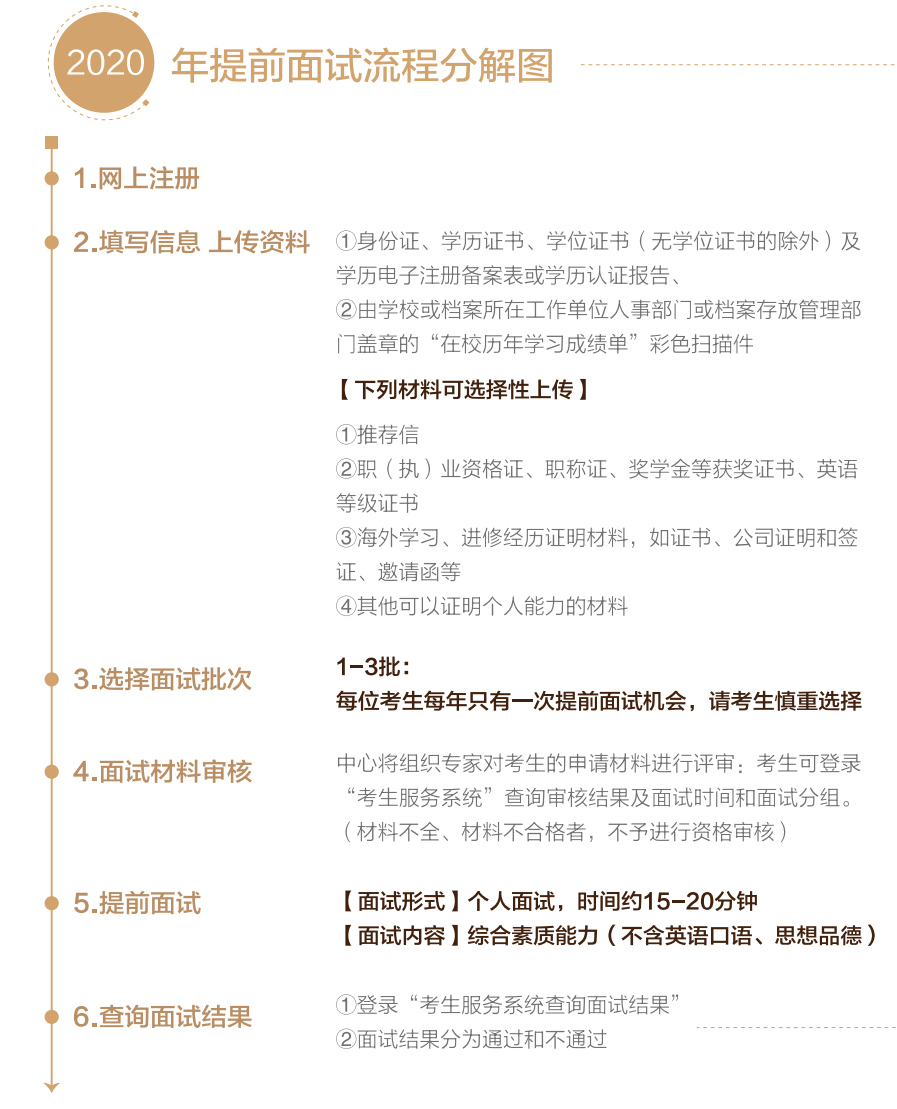 2020 年提前面试流程分解图
1.网上注册
2.填写信息 上传资料
①身份证、学历证书、学位证书（无学位证书的除外）及
学历电子注册备案表或学历认证报告、
②由学校或档案所在工作单位人事部门或档案存放管理部
门盖章的“在校历年学习成绩单”彩色扫描件
【下列材料可选择性上传】
①推荐信
②职（执）业资格证、职称证、奖学金等获奖证书、英语
等级证书
③海外学习、进修经历证明材料，如证书、公司证明和签
证、邀请函等
④其他可以证明个人能力的材料
3.选择面试批次
1-3批：
每位考生每年只有一次提前面试机会，请考生慎重选择
4.面试材料审核
中心将组织专家对考生的申请材料进行评审：考生可登录
“考生服务系统”查询审核结果及面试时间和面试分组。
（材料不全、材料不合格者，不予进行资格审核）
5.提前面试
【面试形式】个人面试，时间约15-20分钟
【面试内容】综合素质能力（不含英语口语、思想品德）
6.查询面试结果
①登录“考生服务系统查询面试结果”
②面试结果分为通过和不通过